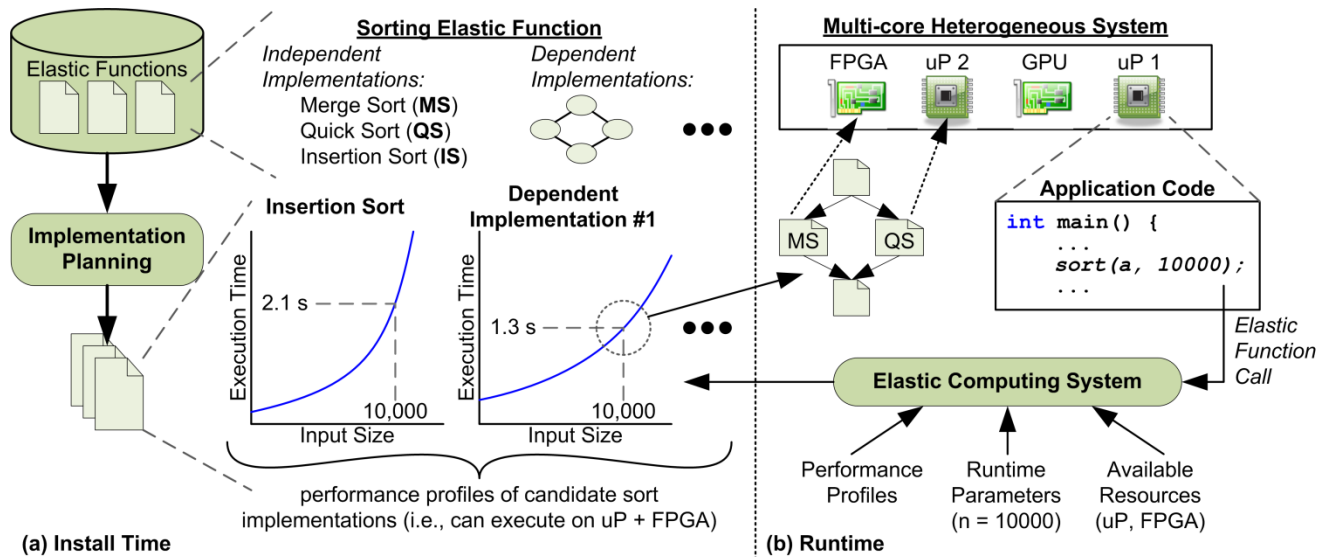 Elastic Functions
Implementation
Planning
Sorting Elastic Function
Independent
Implementations:
Merge Sort (MS)
Quick Sort (QS)
Insertion Sort (IS)
Dependent
Implementations:
Insertion Sort
Execution Time
2.1 s
10,000
Input Size
Dependent
Implementation #1
Execution Time
1.3 s
10,000
Input Size
performance profiles of candidate sort
implementations (i.e., can execute on uP + FPGA)
(a) Install Time
Multi-core Heterogeneous System
FPGA
uP 2
GPU
uP 1
MS
QS
Application Code
int main() {
...
sort(a, 10000);
...
Elastic
Function
Call
Elastic Computing System
Performance
Profiles
Runtime
Parameters
(n = 10000)
Available
Resources
(uP, FPGA)
(b) Runtime